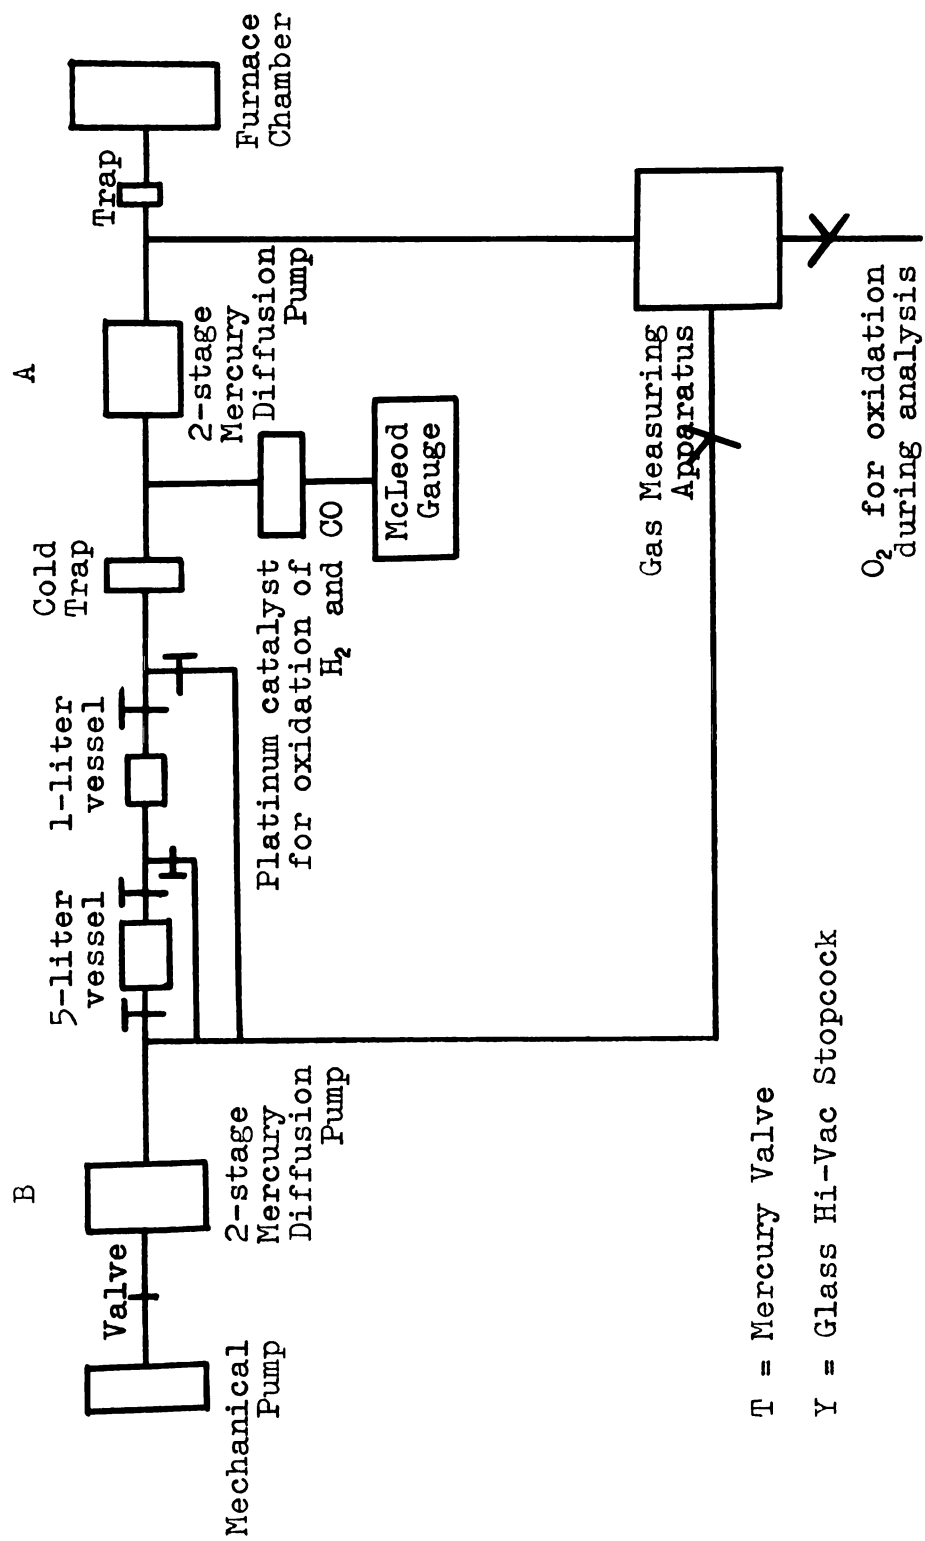 A
B
Furnace
Chamber
Trap
2-stage
Mercury
Diffusion
Pump
Cold
Trap
McLeod
Gauge
Platinum catalyst
for oxidation of
H₂ and CO
1-liter
vessel
5-liter
vessel
2-stage
Mercury
Diffusion
Pump
Valve
Mechanical
Pump
Gas Measuring
Apparatus
O₂ for oxidation
during analysis
T = Mercury Valve
Y = Glass Hi-Vac Stopcock